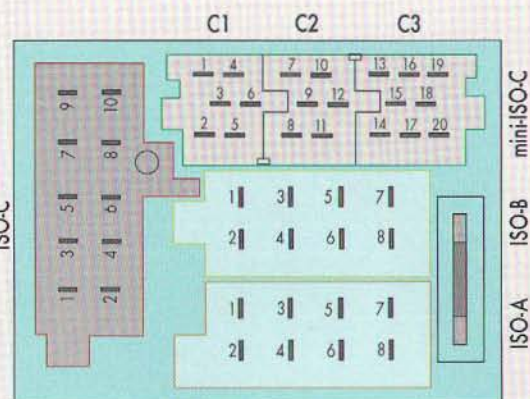 C1 C2 C3
1 4 7 10 13 16 19
3 6 9 12 15 18
2 5 8 11 14 17 20
mini-ISO-C
9 10
7 8
5 6
3 4
1 2
ISO-C
1 3 5 7
2 4 6 8
ISO-B
1 3 5 7
2 4 6 8
ISO-A